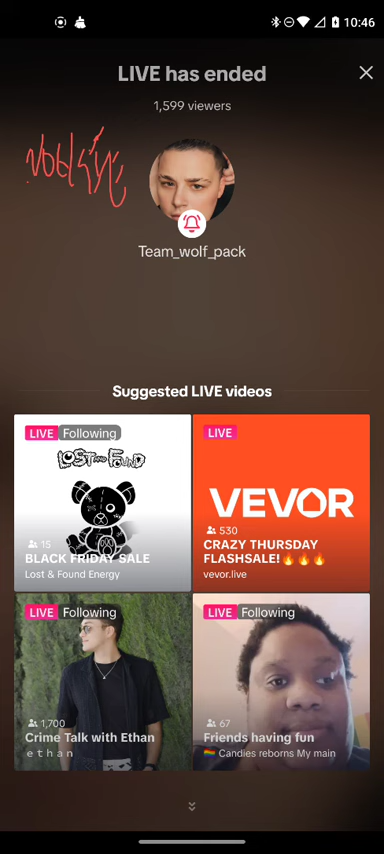 10:46
LIVE has ended
1,599 viewers
Team_wolf_pack
Suggested LIVE videos
LIVE Following
LOST AND FOUND
15
BLACK FRIDAY SALE
Lost & Found Energy
LIVE
VEVOR
530
CRAZY THURSDAY
FLASHSALE!🔥🔥🔥
vevor.live
LIVE Following
1,700
Crime Talk with Ethan
ｅｔｈａｎ
LIVE Following
67
Friends having fun
🏳️‍🌈 Candies reborns My main